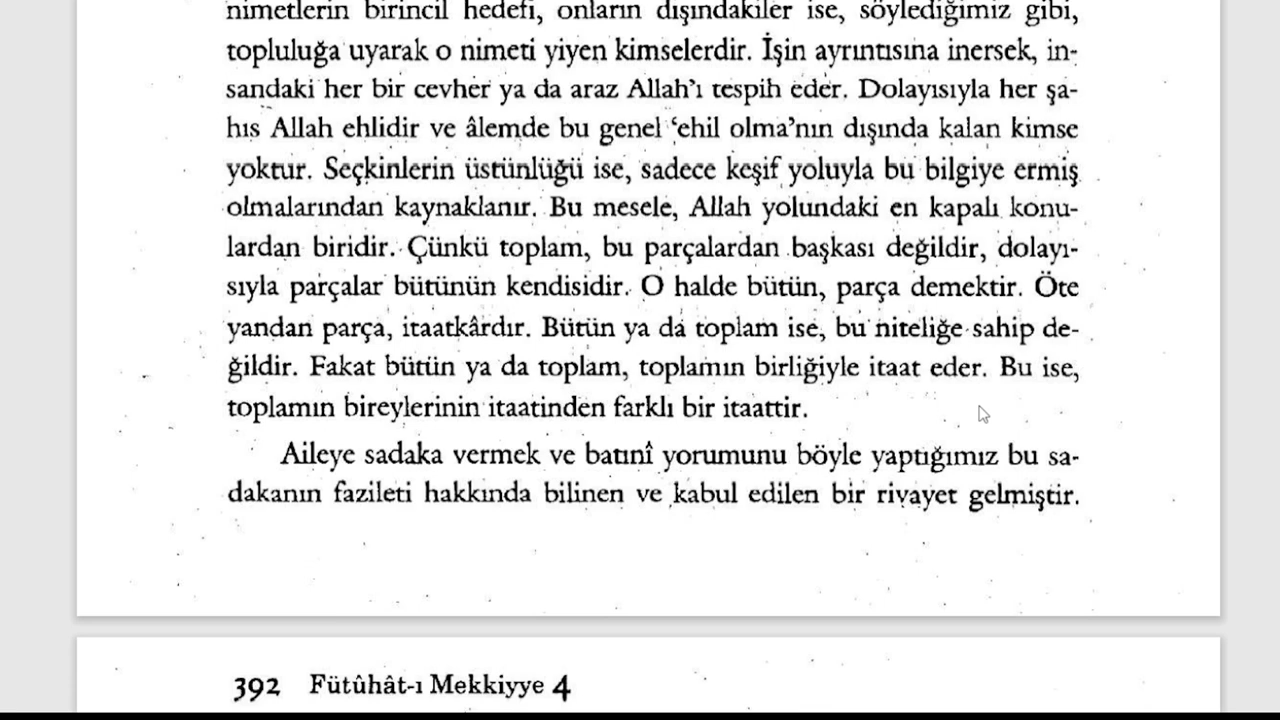 nimetlerin birincil hedefi, onların dışındakiler ise, söylediğimiz gibi,
topluluğa uyarak o nimeti yiyen kimselerdir. İşin ayrıntısına inersek, in-
sandaki her bir cevher ya da araz Allah'ı tespih eder. Dolayısıyla her şa-
hıs Allah ehlidir ve âlemde bu genel 'ehil olma'nın dışında kalan kimse
yoktur. Seçkinlerin üstünlüğü ise, sadece keşif yoluyla bu bilgiye ermiş
olmalarından kaynaklanır. Bu mesele, Allah yolundaki en kapalı konu-
lardan biridir. Çünkü toplam, bu parçalardan başkası değildir, dolayı-
sıyla parçalar bütünün kendisidir. O halde bütün, parça demektir. Öte
yandan parça, itaatkârdır. Bütün ya da toplam ise, bu niteliğe sahip de-
ğildir. Fakat bütün ya da toplam, toplamın birliğiyle itaat eder. Bu ise,
toplamın bireylerinin itaatinden farklı bir itaattir.
Aileye sadaka vermek ve batınî yorumunu böyle yaptığımız bu sa-
dakanın fazileti hakkında bilinen ve kabul edilen bir rivayet gelmiştir.
392 Fütûhât-ı Mekkiyye 4